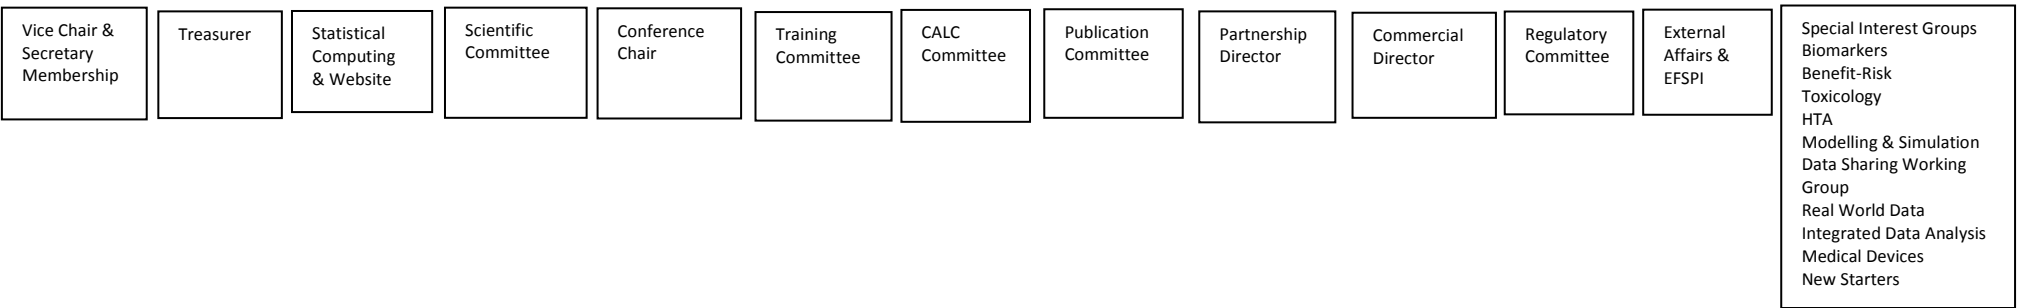 Vice Chair &
Secretary
Membership
Treasurer
Statistical
Computing
& Website
Scientific
Committee
Conference
Chair
Training
Committee
CALC
Committee
Publication
Committee
Partnership
Director
Commercial
Director
Regulatory
Committee
External
Affairs &
EFSPI
Special Interest Groups
Biomarkers
Benefit-Risk
Toxicology
HTA
Modelling & Simulation
Data Sharing Working
Group
Real World Data
Integrated Data Analysis
Medical Devices
New Starters